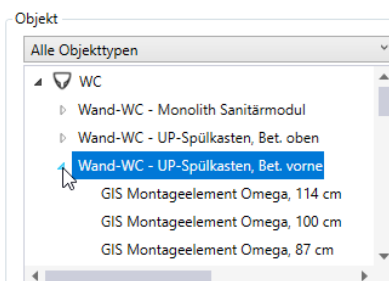 Objekt
Alle Objekttypen
WC
Wand-WC - Monolith Sanitärmodul
Wand-WC - UP-Spülkasten, Bet. oben
Wand-WC - UP-Spülkasten, Bet. vorne
GIS Montageelement Omega, 114 cm
GIS Montageelement Omega, 100 cm
GIS Montageelement Omega, 87 cm